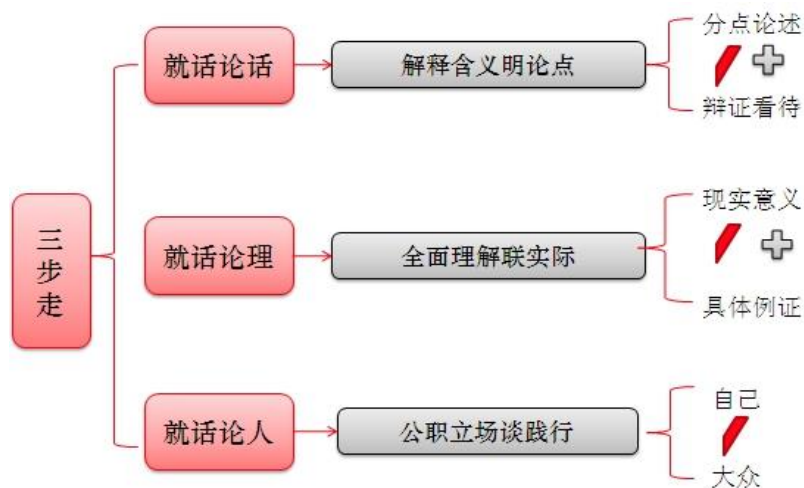 三步走
就话论话
解释含义明论点
分点论述
辩证看待
就话论理
全面理解联实际
现实意义
具体例证
就话论人
公职立场谈践行
自己
大众